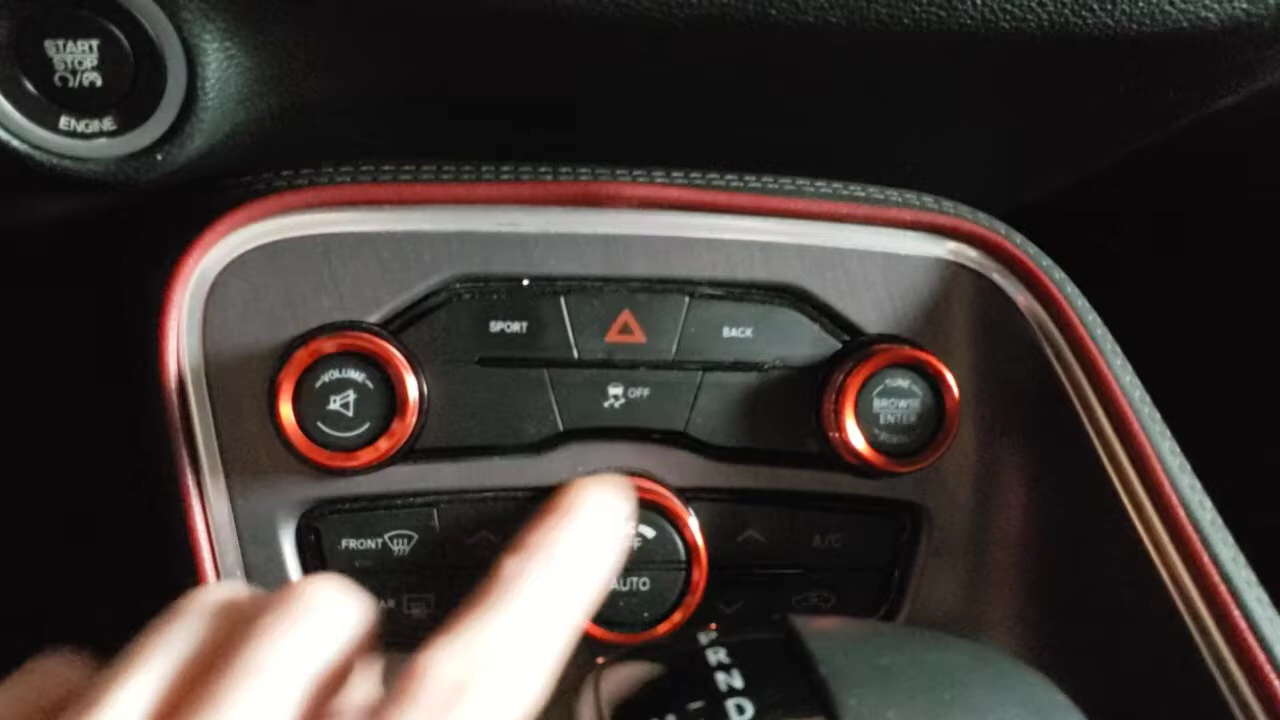 START
STOP
ENGINE
SPORT
BACK
VOLUME
OFF
TUNE
BROWSE
ENTER
FRONT
A/C
AUTO
P
R
N
D